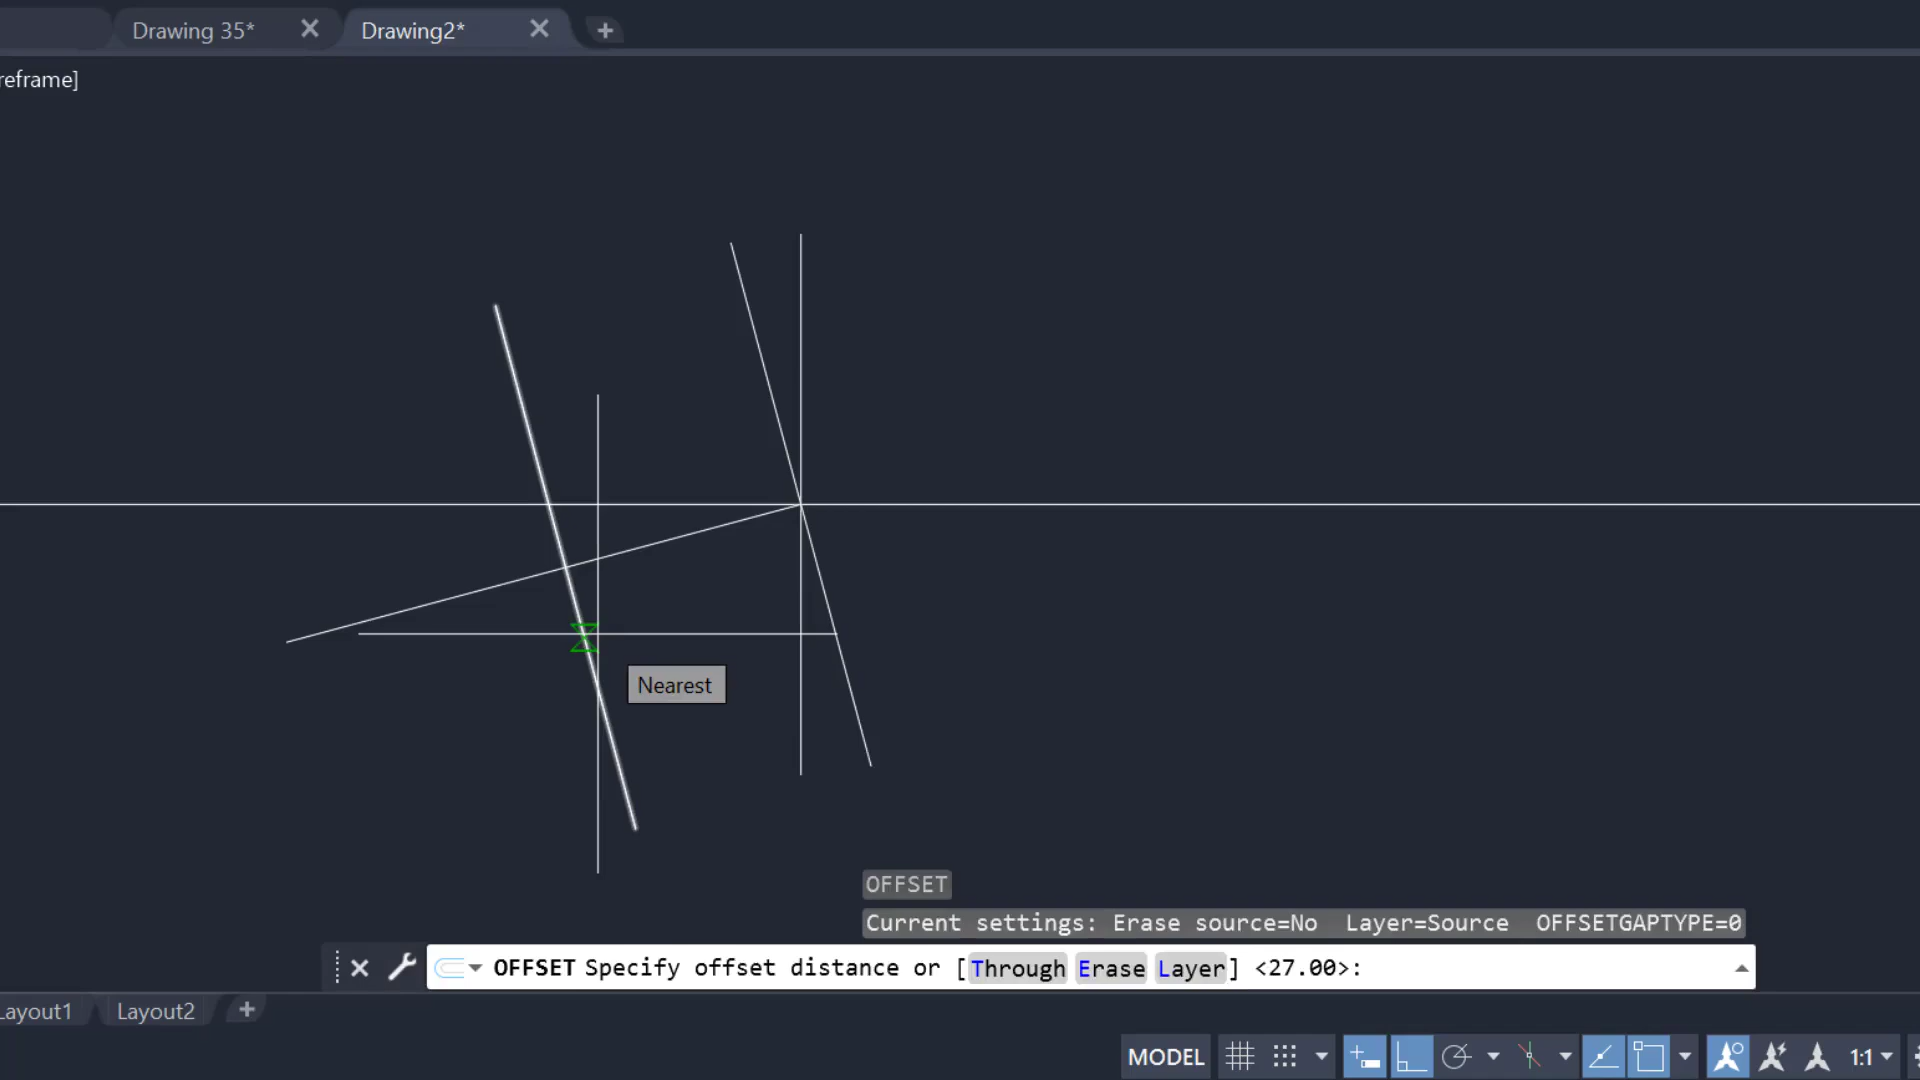 Drawing 35*
Drawing2*
reframe]
Nearest
OFFSET
Current settings: Erase source=No Layer=Source OFFSETGAPTYPE=0
OFFSET Specify offset distance or [Through Erase Layer] <27.00>:
Layout1
Layout2
MODEL
1:1